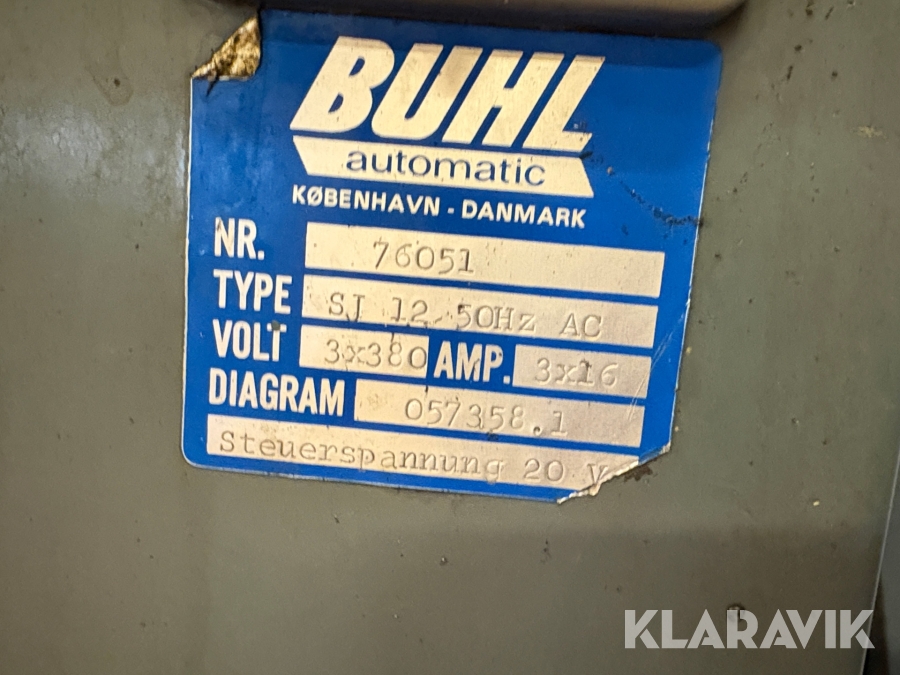 BUHL
automatic
KØBENHAVN - DANMARK
NR. 76051
TYPE SJ 12 50Hz AC
VOLT 3x380 AMP. 3x16
DIAGRAM 057358.1
Steuerspannung 20 V
KLARAVIK